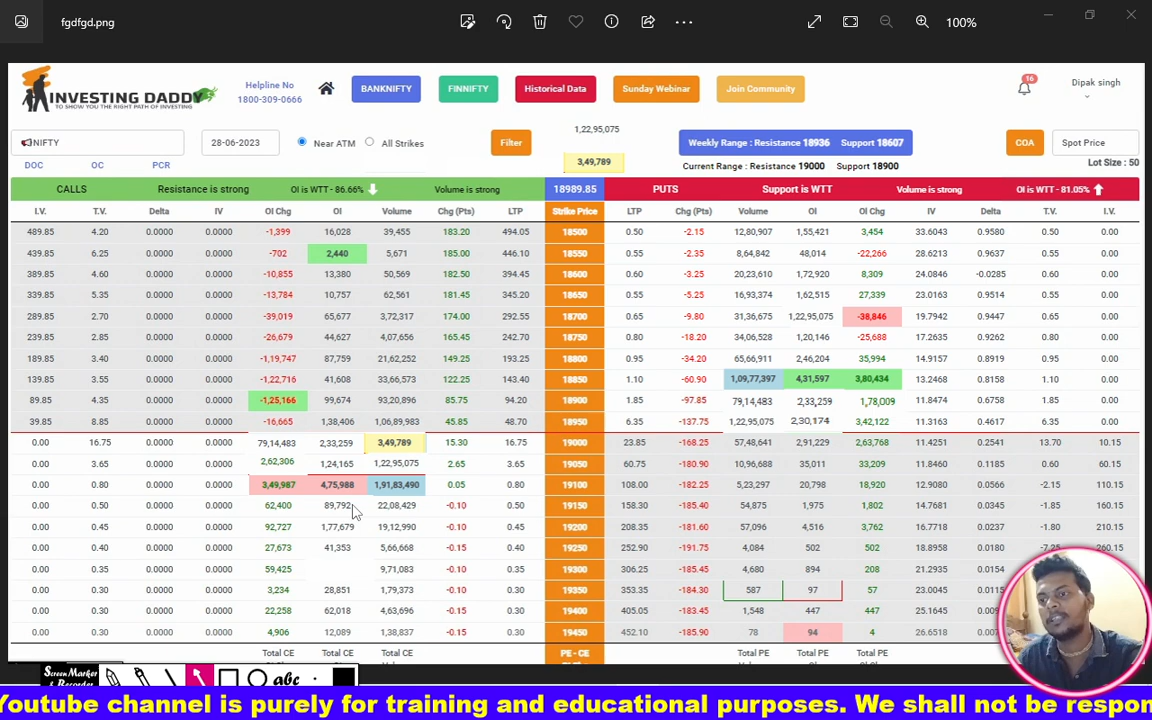 fgdfgd.png
100%
INVESTING DADDY
TO SHOW YOU THE RIGHT PATH OF INVESTING
Helpline No
1800-309-0666
BANKNIFTY
FINNIFTY
Historical Data
Sunday Webinar
Join Community
16
Dipak singh
NIFTY
28-06-2023
Near ATM
All Strikes
Filter
1,22,95,075
3,49,789
Weekly Range : Resistance 18936 Support 18607
Current Range : Resistance 19000 Support 18900
COA
Spot Price
Lot Size : 50
DOC OC PCR
CALLS Resistance is strong OI is WTT - 86.66% Volume is strong 18989.85 PUTS Support is WTT Volume is strong OI is WTT - 81.05%
I.V. T.V. Delta IV OI Chg OI Volume Chg (Pts) LTP Strike Price LTP Chg (Pts) Volume OI OI Chg IV Delta T.V. I.V.
489.85 4.20 0.0000 0.0000 -1,399 16,028 39,455 183.20 494.05 18500 0.50 -2.15 12,80,907 1,55,421 3,454 33.6043 0.9580 0.50 0.00
439.85 6.25 0.0000 0.0000 -702 2,440 5,671 185.00 446.10 18550 0.55 -2.35 8,64,842 48,014 -22,266 28.6213 0.9637 0.55 0.00
389.85 4.60 0.0000 0.0000 -10,855 13,380 50,569 182.50 394.45 18600 0.60 -3.25 20,23,610 1,72,920 8,309 24.0846 -0.0285 0.60 0.00
339.85 5.35 0.0000 0.0000 -13,784 10,757 62,561 181.45 345.20 18650 0.55 -5.25 16,93,374 1,62,515 27,339 23.0163 0.9514 0.55 0.00
289.85 2.70 0.0000 0.0000 -39,019 65,677 3,72,317 174.00 292.55 18700 0.65 -9.80 31,36,675 1,22,95,075 -38,846 19.7942 0.9447 0.65 0.00
239.85 2.85 0.0000 0.0000 -26,679 44,627 4,07,656 165.45 242.70 18750 0.80 -18.20 34,06,528 1,20,146 -25,688 17.2635 0.9262 0.80 0.00
189.85 3.40 0.0000 0.0000 -1,19,747 87,759 21,62,252 149.25 193.25 18800 0.95 -34.20 65,66,911 2,46,204 35,994 14.9157 0.8919 0.95 0.00
139.85 3.55 0.0000 0.0000 -1,22,716 41,608 33,66,573 122.25 143.40 18850 1.10 -60.90 1,09,77,397 4,31,597 3,80,434 13.2468 0.8158 1.10 0.00
89.85 4.35 0.0000 0.0000 -1,25,166 99,674 93,20,896 85.75 94.20 18900 1.85 -97.85 79,14,483 2,33,259 1,78,009 11.8474 0.6758 1.85 0.00
39.85 8.85 0.0000 0.0000 -16,665 1,38,406 1,06,89,983 45.85 48.70 18950 6.35 -137.75 1,22,95,075 2,30,174 3,42,122 11.3163 0.4617 6.35 0.00
0.00 16.75 0.0000 0.0000 79,14,483 2,33,259 3,49,789 15.30 16.75 19000 23.85 -168.25 57,48,641 2,91,229 2,63,768 11.4251 0.2541 13.70 10.15
0.00 3.65 0.0000 0.0000 2,62,306 1,24,165 1,22,95,075 2.65 3.65 19050 60.75 -180.90 10,96,688 35,011 33,209 11.8460 0.1185 0.60 60.15
0.00 0.80 0.0000 0.0000 3,49,987 4,75,988 1,91,83,490 0.05 0.80 19100 108.00 -182.25 5,23,297 20,798 18,920 12.9080 0.0566 -2.15 110.15
0.00 0.50 0.0000 0.0000 62,400 89,792 22,08,429 -0.10 0.50 19150 158.30 -185.40 54,875 1,975 1,802 14.7681 0.0235 -1.85 160.15
0.00 0.45 0.0000 0.0000 92,727 1,77,679 19,12,990 -0.10 0.45 19200 208.35 -181.60 57,096 4,516 3,762 16.7718 0.0237 -1.80 210.15
0.00 0.40 0.0000 0.0000 27,673 41,353 5,66,668 -0.15 0.40 19250 252.90 -191.75 4,084 502 502 18.8958 0.0180 -7.25 260.15
0.00 0.35 0.0000 0.0000 59,425 9,71,083 -0.10 0.35 19300 306.25 -185.45 4,680 894 208 21.2935 0.0154
0.00 0.30 0.0000 0.0000 3,234 28,851 1,79,373 -0.10 0.30 19350 353.35 -184.30 587 97 57 23.0045 0.0115
0.00 0.30 0.0000 0.0000 22,258 62,018 4,63,696 -0.15 0.30 19400 405.05 -183.45 1,548 447 447 25.1645
0.00 0.30 0.0000 0.0000 4,906 12,089 1,38,837 -0.15 0.30 19450 452.10 -185.90 78 94 4 26.6518
Total CE Total CE Total CE PE - CE Total PE Total PE Total PE
Screen Marker
& Recorder
abc
Youtube channel is purely for training and educational purposes. We shall not be respon